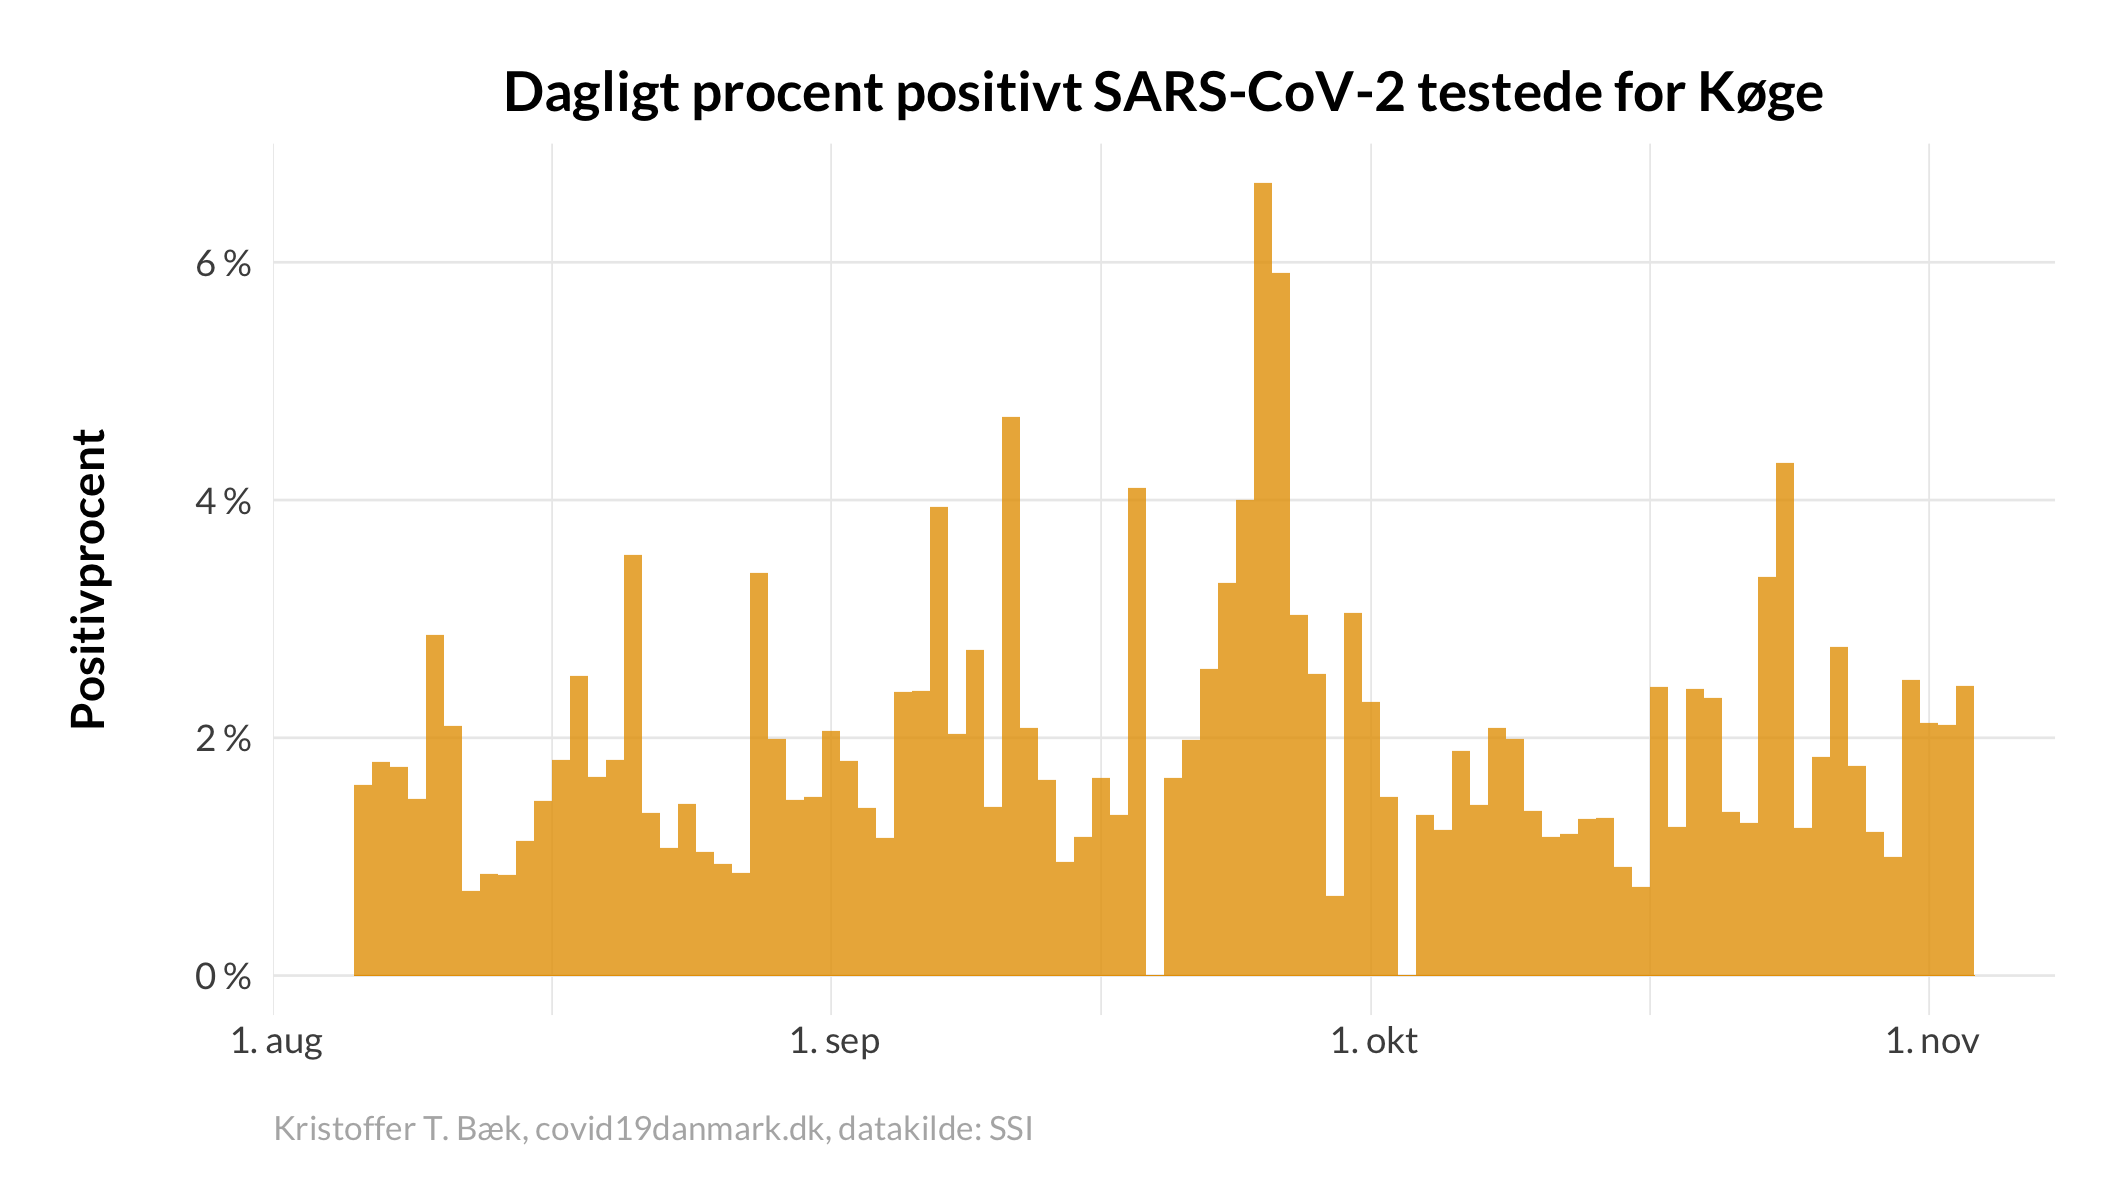 Dagligt procent positivt SARS-CoV-2 testede for Køge
Positivprocent
6 %
4 %
2 %
0 %
1. aug
1. sep
1. okt
1. nov
Kristoffer T. Bæk, covid19danmark.dk, datakilde: SSI